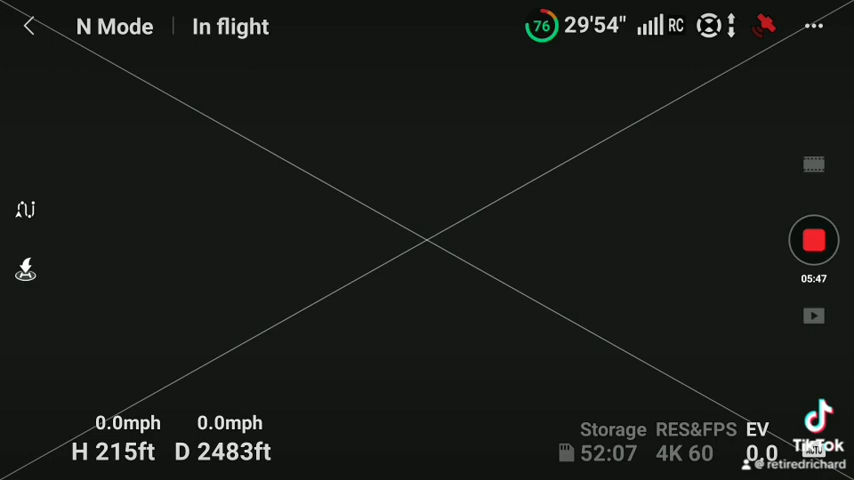 N Mode | In flight 76 29'54" RC
05:47
0.0mph 0.0mph
H 215ft D 2483ft
Storage RES&FPS EV
52:07 4K 60 0.0
TikTok
@retiredrichard